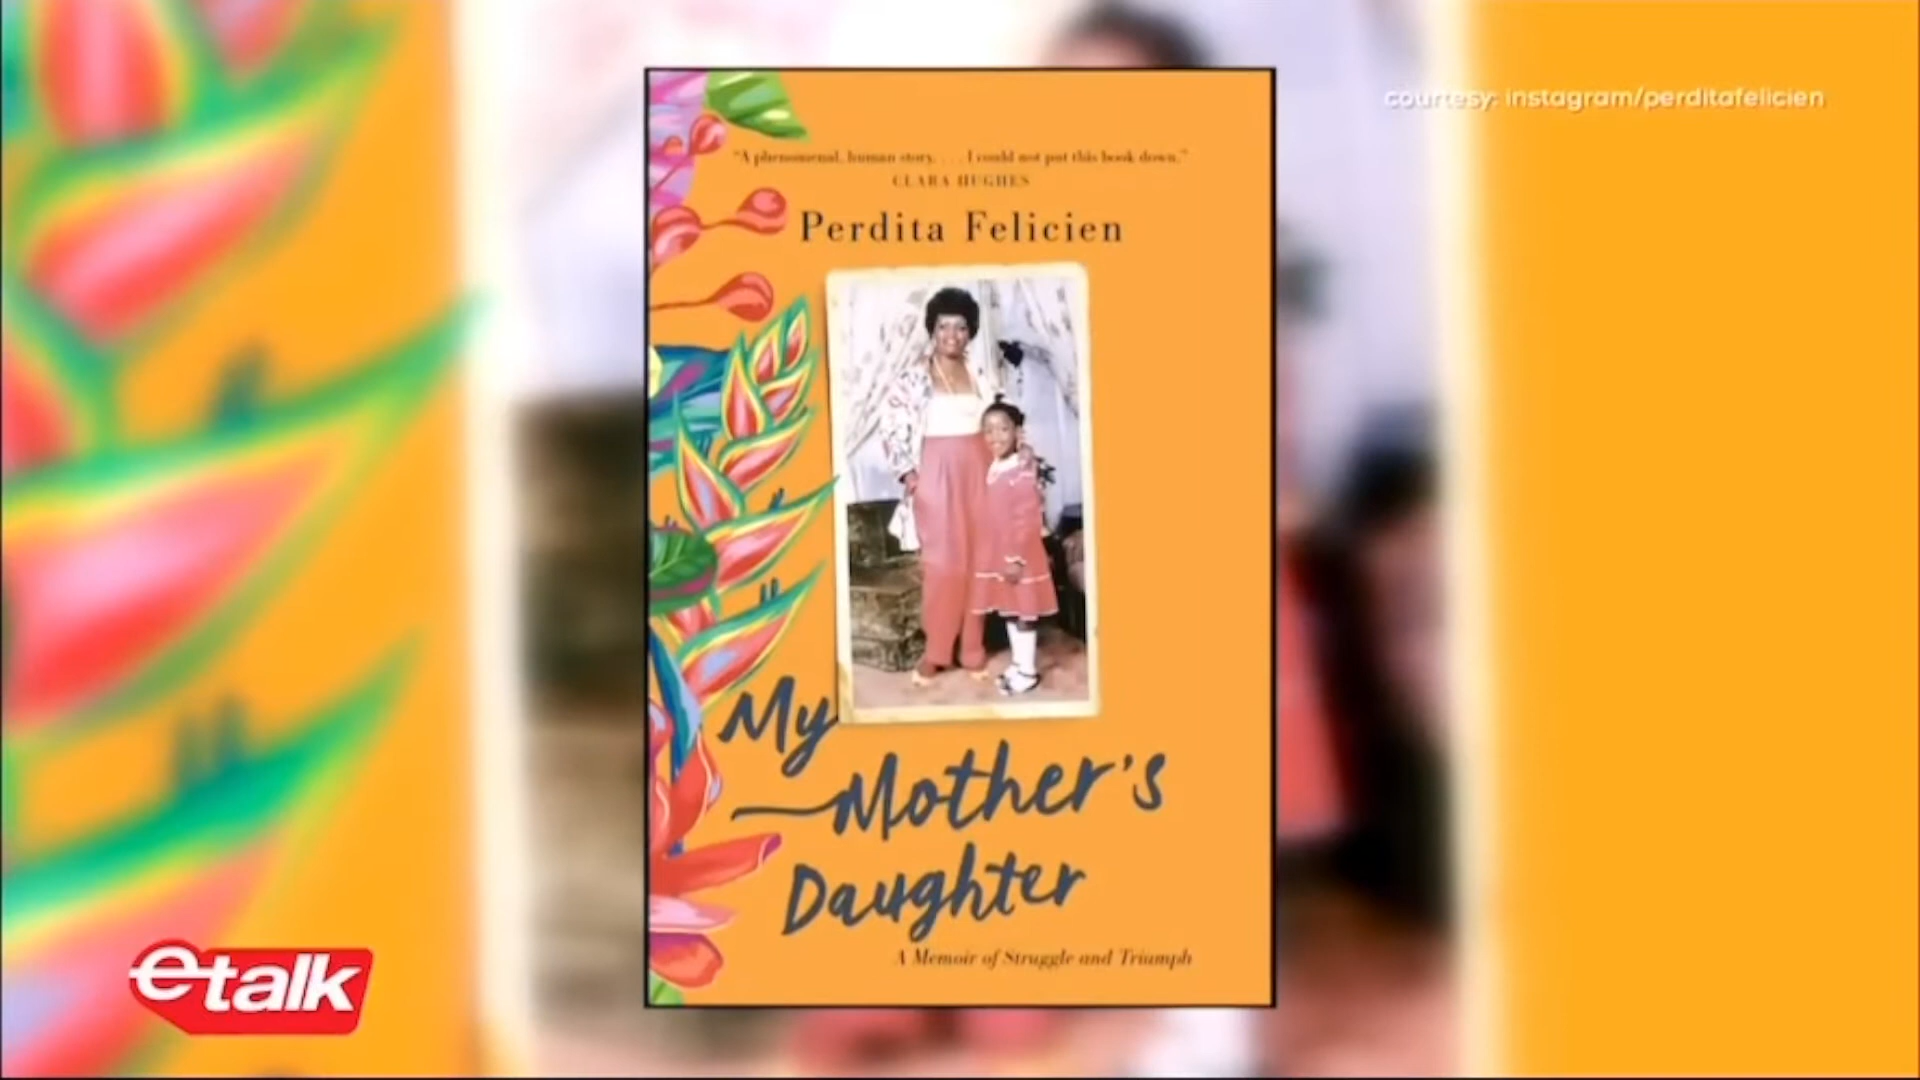 courtesy: instagram/perditafelicien
"A phenomenal, human story. . . . I could not put this book down."
CLARA HUGHES
Perdita Felicien
My
Mother's
Daughter
A Memoir of Struggle and Triumph
etalk